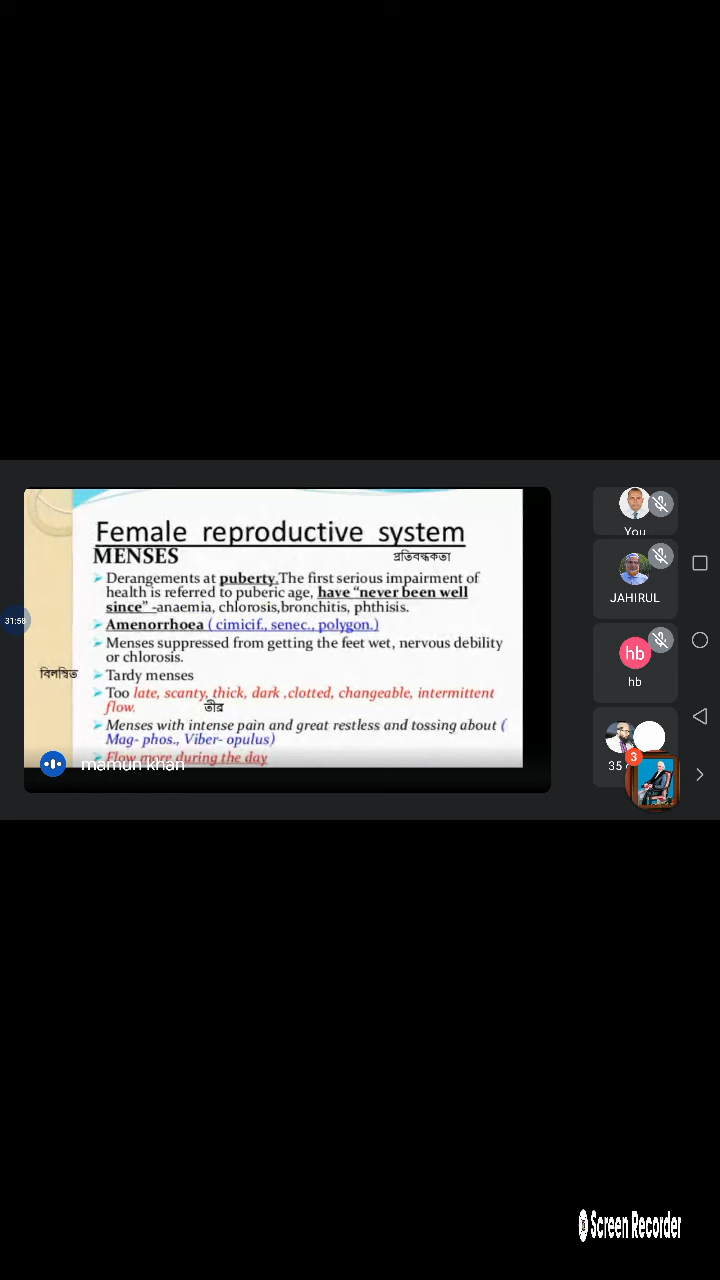 Female reproductive system
MENSES
প্রতিবন্ধকতা
➢ Derangements at puberty.The first serious impairment of
health is referred to puberic age, have “never been well
since” -anaemia, chlorosis,bronchitis, phthisis.
➢ Amenorrhoea ( cimicif., senec., polygon.)
➢ Menses suppressed from getting the feet wet, nervous debility
or chlorosis.
বিলম্বিত
➢ Tardy menses
➢ Too late, scanty, thick, dark ,clotted, changeable, intermittent
flow.
তীব্র
➢ Menses with intense pain and great restless and tossing about (
Mag- phos., Viber- opulus)
➢ Flow more during the day
mamun khan
31:58
You
JAHIRUL
hb
hb
35
3
Screen Recorder